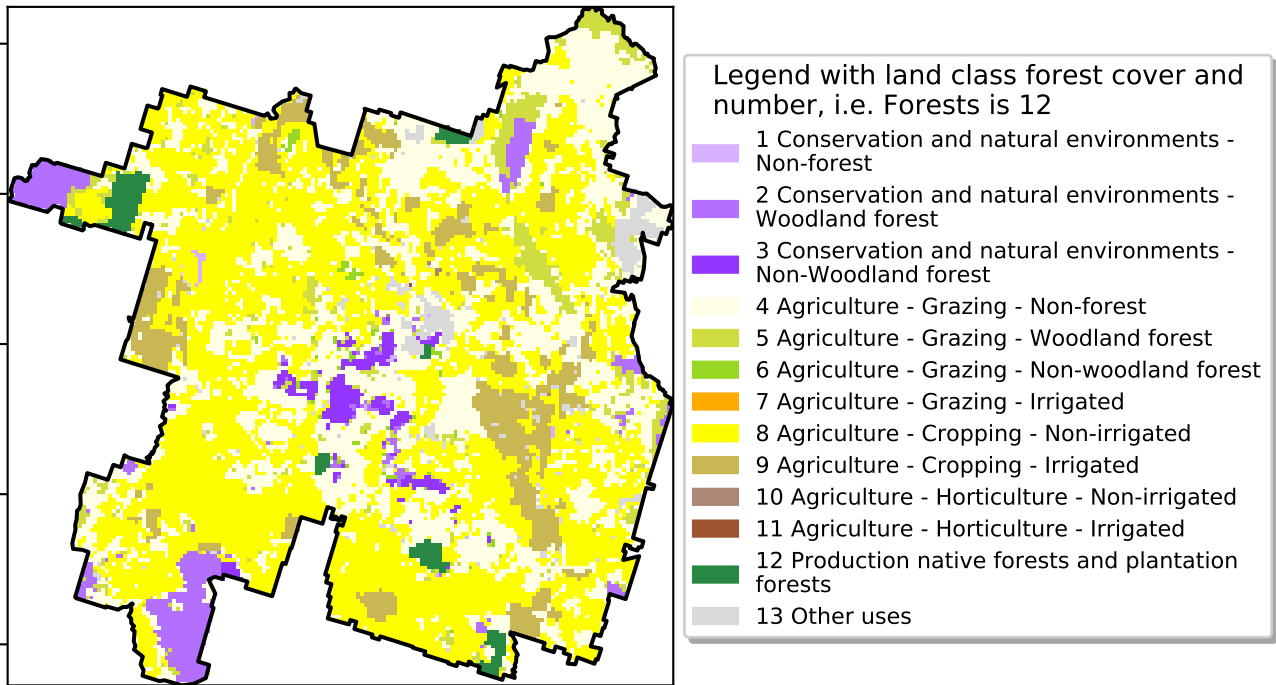 Legend with land class forest cover and
number, i.e. Forests is 12
1 Conservation and natural environments -
Non-forest
2 Conservation and natural environments -
Woodland forest
3 Conservation and natural environments -
Non-Woodland forest
4 Agriculture - Grazing - Non-forest
5 Agriculture - Grazing - Woodland forest
6 Agriculture - Grazing - Non-woodland forest
7 Agriculture - Grazing - Irrigated
8 Agriculture - Cropping - Non-irrigated
9 Agriculture - Cropping - Irrigated
10 Agriculture - Horticulture - Non-irrigated
11 Agriculture - Horticulture - Irrigated
12 Production native forests and plantation
forests
13 Other uses